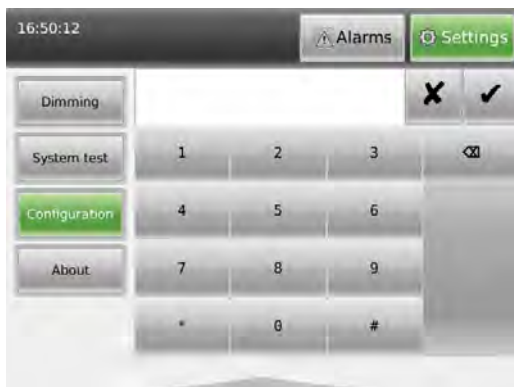 16:50:12
Alarms
Settings
Dimming
System test
1 2 3
Configuration
4 5 6
About
7 8 9
* 0 #